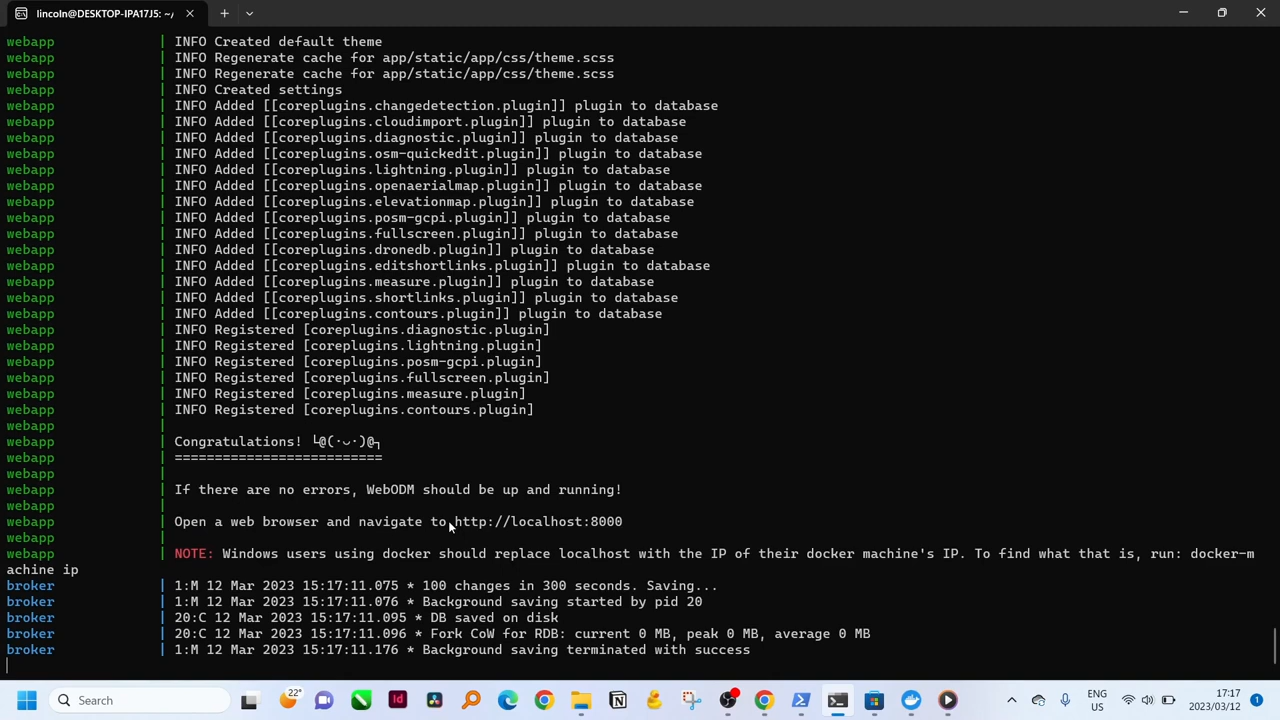 lincoln@DESKTOP-IPA17J5: ~/
webapp | INFO Created default theme
webapp | INFO Regenerate cache for app/static/app/css/theme.scss
webapp | INFO Regenerate cache for app/static/app/css/theme.scss
webapp | INFO Created settings
webapp | INFO Added [[coreplugins.changedetection.plugin]] plugin to database
webapp | INFO Added [[coreplugins.cloudimport.plugin]] plugin to database
webapp | INFO Added [[coreplugins.diagnostic.plugin]] plugin to database
webapp | INFO Added [[coreplugins.osm-quickedit.plugin]] plugin to database
webapp | INFO Added [[coreplugins.lightning.plugin]] plugin to database
webapp | INFO Added [[coreplugins.openaerialmap.plugin]] plugin to database
webapp | INFO Added [[coreplugins.elevationmap.plugin]] plugin to database
webapp | INFO Added [[coreplugins.posm-gcpi.plugin]] plugin to database
webapp | INFO Added [[coreplugins.fullscreen.plugin]] plugin to database
webapp | INFO Added [[coreplugins.dronedb.plugin]] plugin to database
webapp | INFO Added [[coreplugins.editshortlinks.plugin]] plugin to database
webapp | INFO Added [[coreplugins.measure.plugin]] plugin to database
webapp | INFO Added [[coreplugins.shortlinks.plugin]] plugin to database
webapp | INFO Added [[coreplugins.contours.plugin]] plugin to database
webapp | INFO Registered [coreplugins.diagnostic.plugin]
webapp | INFO Registered [coreplugins.lightning.plugin]
webapp | INFO Registered [coreplugins.posm-gcpi.plugin]
webapp | INFO Registered [coreplugins.fullscreen.plugin]
webapp | INFO Registered [coreplugins.measure.plugin]
webapp | INFO Registered [coreplugins.contours.plugin]
webapp |
webapp | Congratulations! └@(･◡･)@┐
webapp | ==========================
webapp |
webapp | If there are no errors, WebODM should be up and running!
webapp |
webapp | Open a web browser and navigate to http://localhost:8000
webapp |
webapp | NOTE: Windows users using docker should replace localhost with the IP of their docker machine's IP. To find what that is, run: docker-m
achine ip
broker | 1:M 12 Mar 2023 15:17:11.075 * 100 changes in 300 seconds. Saving...
broker | 1:M 12 Mar 2023 15:17:11.076 * Background saving started by pid 20
broker | 20:C 12 Mar 2023 15:17:11.095 * DB saved on disk
broker | 20:C 12 Mar 2023 15:17:11.096 * Fork CoW for RDB: current 0 MB, peak 0 MB, average 0 MB
broker | 1:M 12 Mar 2023 15:17:11.176 * Background saving terminated with success
Search
22°
ENG
US
17:17
2023/03/12
1